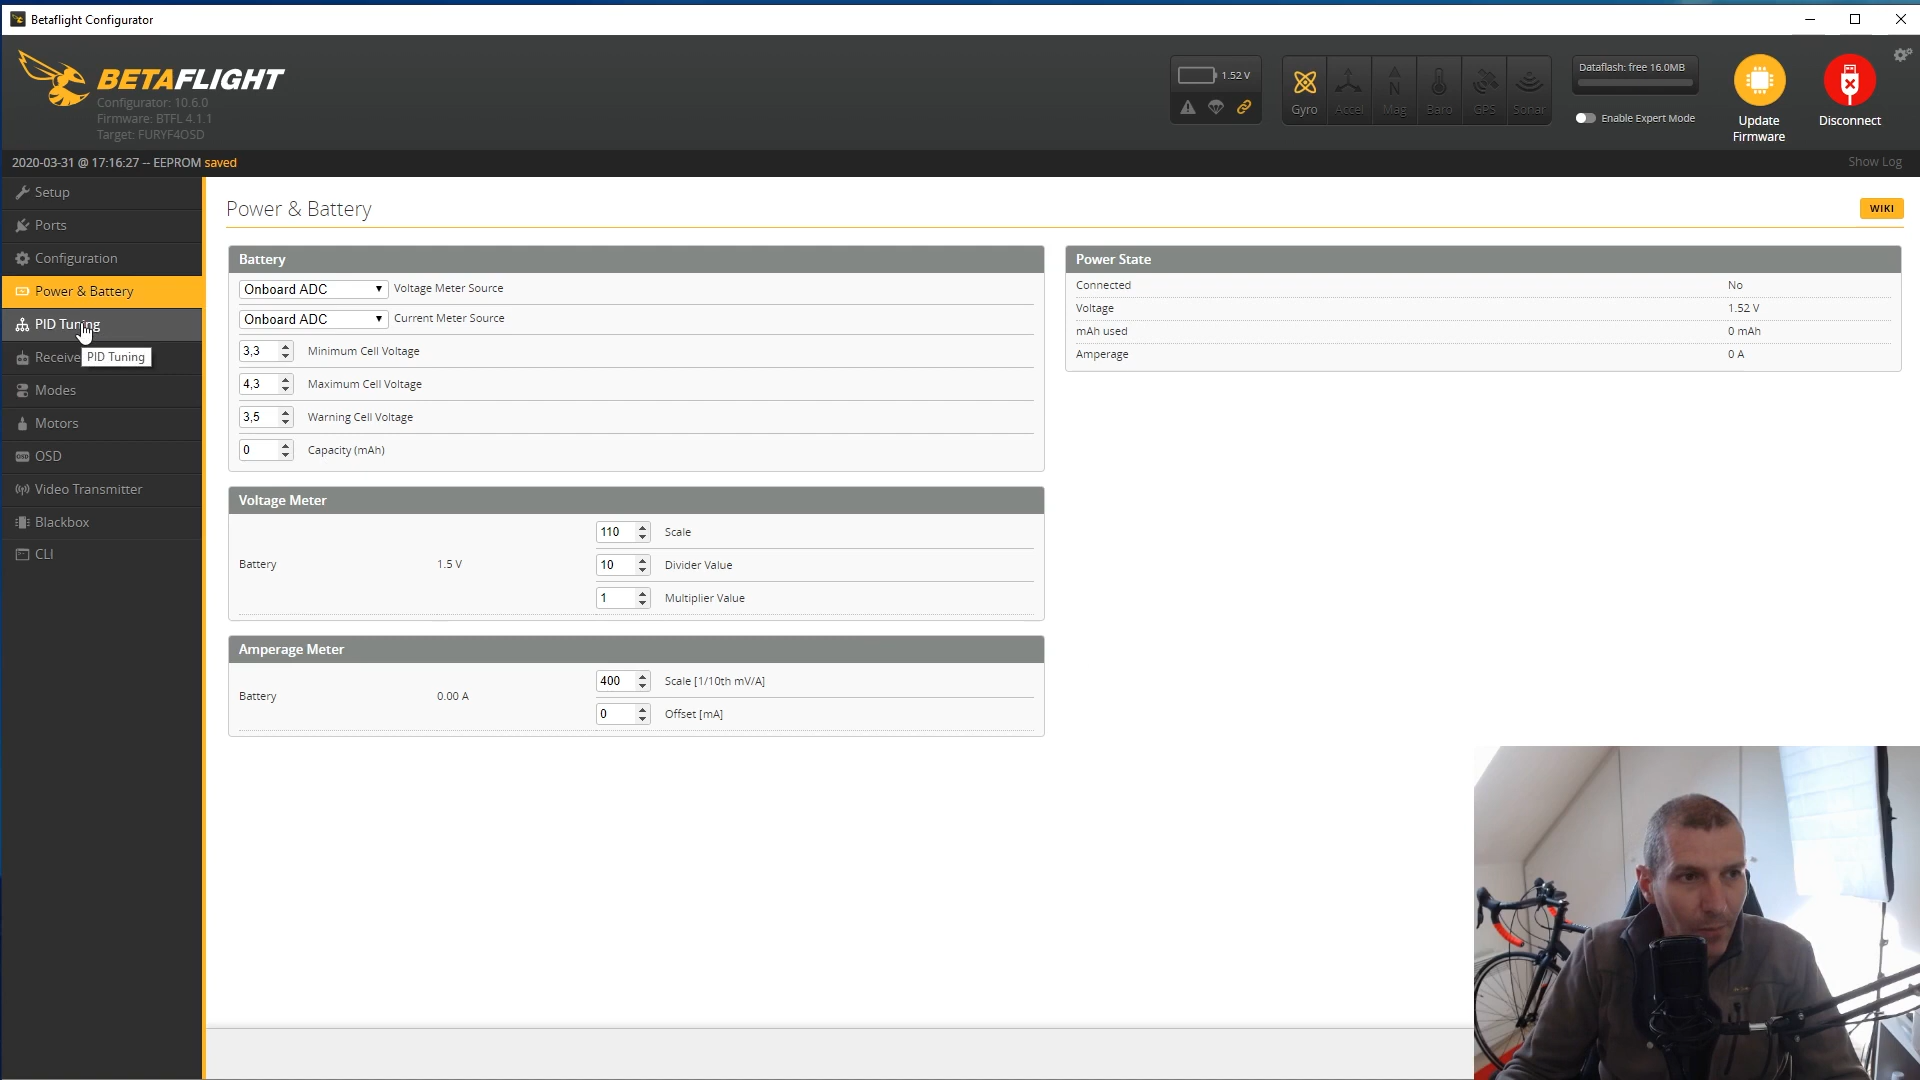 Betaflight Configurator
BETAFLIGHT
Configurator: 10.6.0
Firmware: BTFL 4.1.1
Target: FURYF4OSD
1.52 V
Gyro
Accel
Mag
Baro
GPS
Sonar
Dataflash: free 16.0MB
Enable Expert Mode
Update
Firmware
Disconnect
2020-03-31 @ 17:16:27 -- EEPROM saved
Show Log
Setup
Ports
Configuration
Power & Battery
PID Tuning
Receive
PID Tuning
Modes
Motors
OSD
Video Transmitter
Blackbox
CLI
Power & Battery
WIKI
Battery
Onboard ADC ▼ Voltage Meter Source
Onboard ADC ▼ Current Meter Source
3,3 Minimum Cell Voltage
4,3 Maximum Cell Voltage
3,5 Warning Cell Voltage
0 Capacity (mAh)
Voltage Meter
Battery 1.5 V
110 Scale
10 Divider Value
1 Multiplier Value
Amperage Meter
Battery 0.00 A
400 Scale [1/10th mV/A]
0 Offset [mA]
Power State
Connected No
Voltage 1.52 V
mAh used 0 mAh
Amperage 0 A